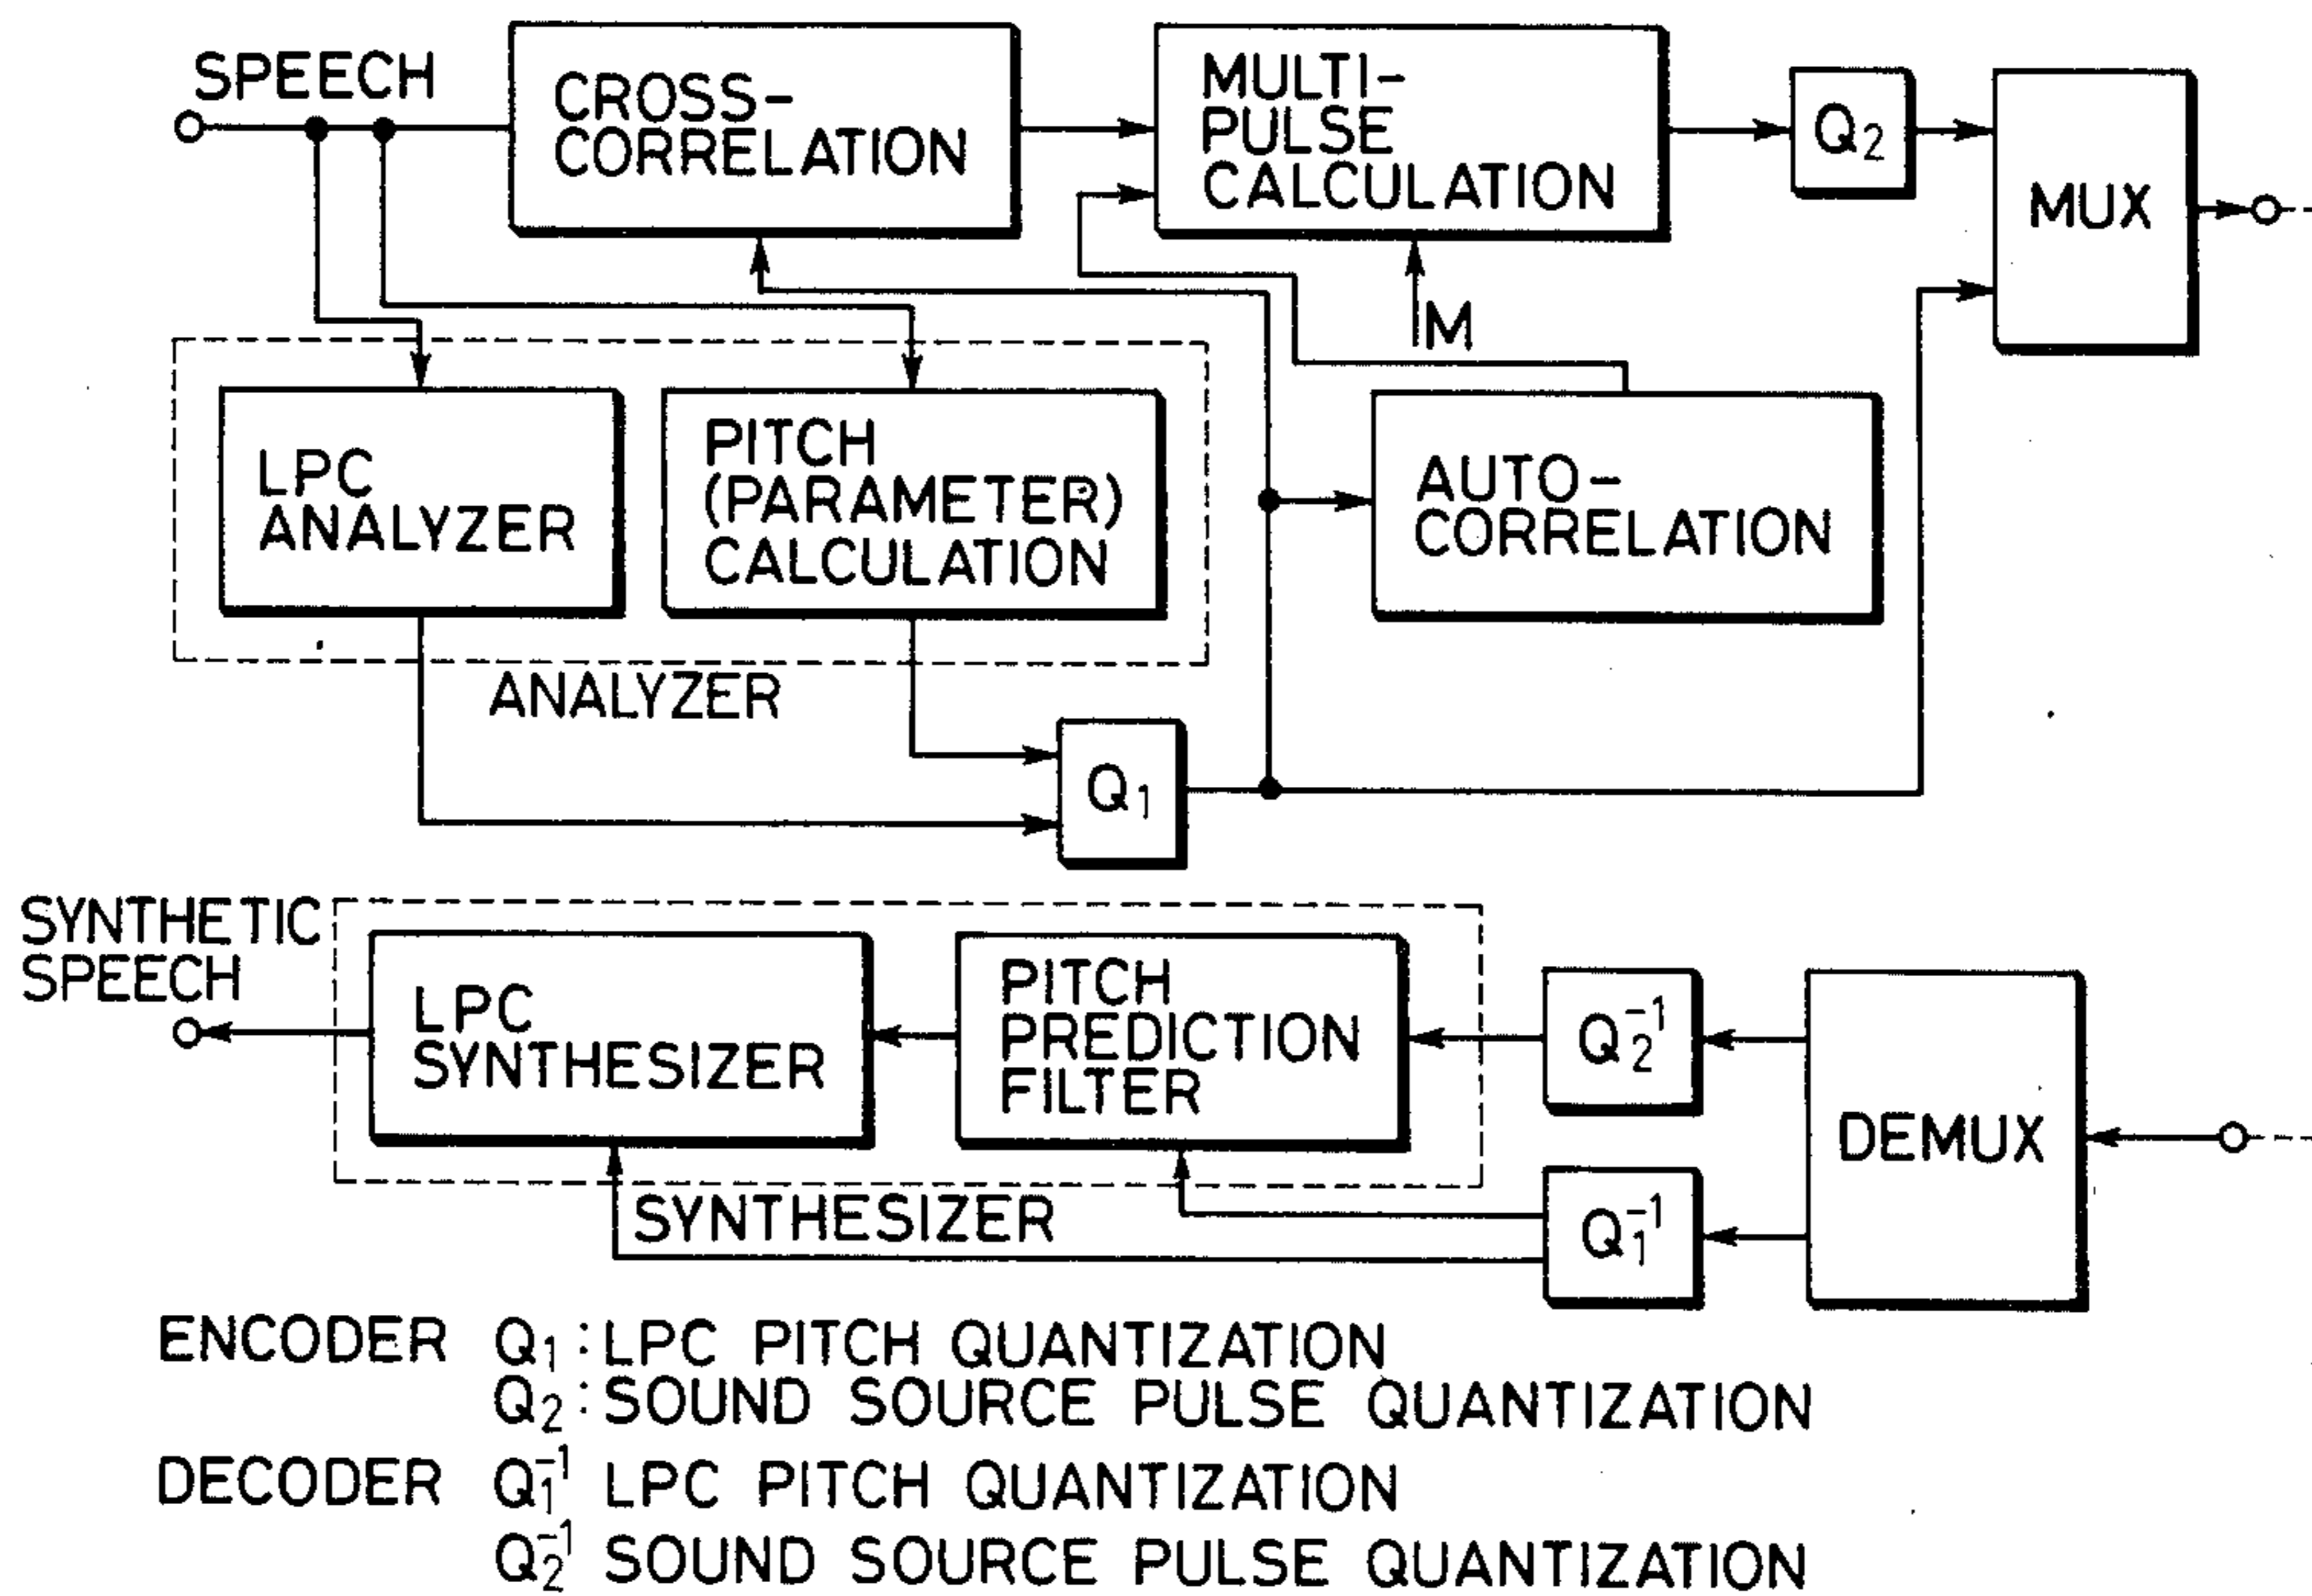 SPEECH
CROSS-
CORRELATION
MULTI-
PULSE
CALCULATION
Q2
MUX
M
LPC
ANALYZER
PITCH
(PARAMETER)
CALCULATION
AUTO-
CORRELATION
ANALYZER
Q1
SYNTHETIC
SPEECH
LPC
SYNTHESIZER
PITCH
PREDICTION
FILTER
Q2^-1
DEMUX
SYNTHESIZER
Q1^-1
ENCODER Q1: LPC PITCH QUANTIZATION
Q2: SOUND SOURCE PULSE QUANTIZATION
DECODER Q1^-1 LPC PITCH QUANTIZATION
Q2^-1 SOUND SOURCE PULSE QUANTIZATION